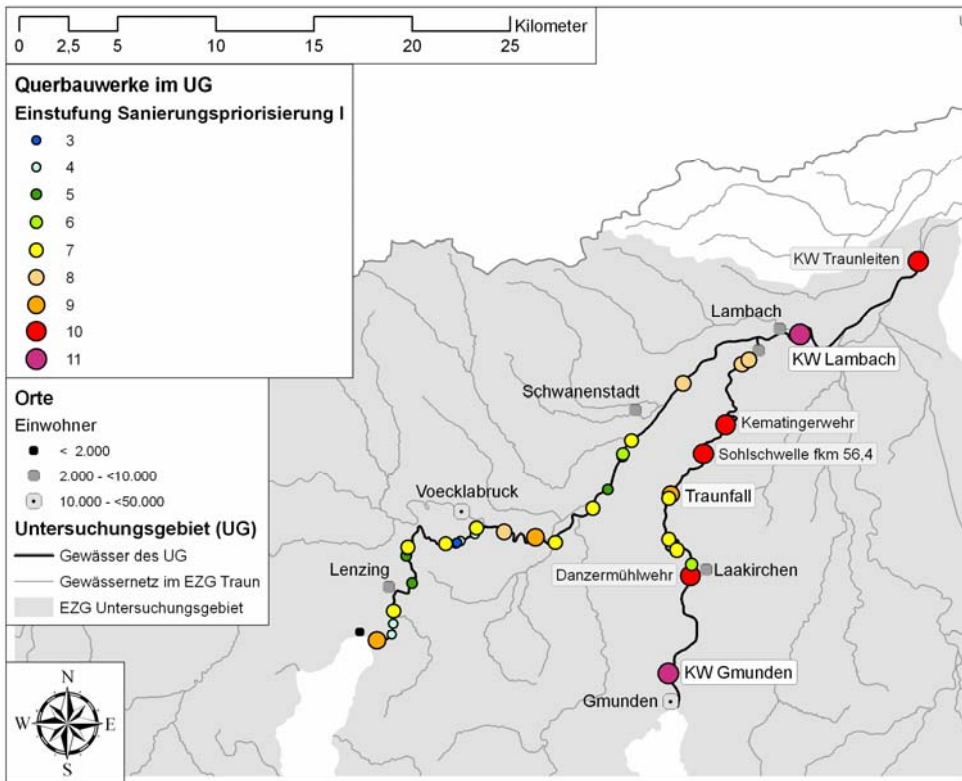 Kilometer
0 2,5 5 10 15 20 25
Querbauwerke im UG
Einstufung Sanierungspriorisierung I
3
4
5
6
7
8
9
10
11
Orte
Einwohner
< 2.000
2.000 - <10.000
10.000 - <50.000
Untersuchungsgebiet (UG)
Gewässer des UG
Gewässernetz im EZG Traun
EZG Untersuchungsgebiet
KW Traunleiten
Lambach
KW Lambach
Schwanenstadt
Kematingerwehr
Sohlschwelle fkm 56,4
Voecklabruck
Traunfall
Lenzing
Danzermühlwehr
Laakirchen
KW Gmunden
Gmunden
N
W E
S